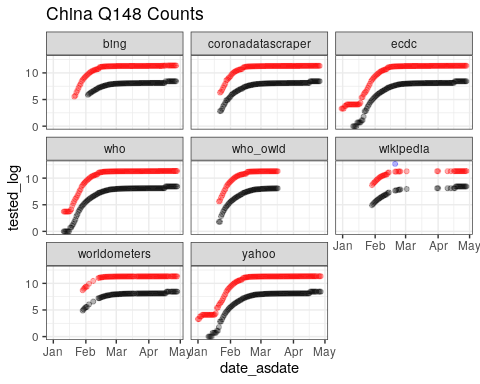 China Q148 Counts
bing
coronadatascraper
ecdc
10
5
0
who
who_owid
wikipedia
10
5
0
Jan Feb Mar Apr May
worldometers
yahoo
10
5
0
Jan Feb Mar Apr May Jan Feb Mar Apr May
tested_log
date_asdate